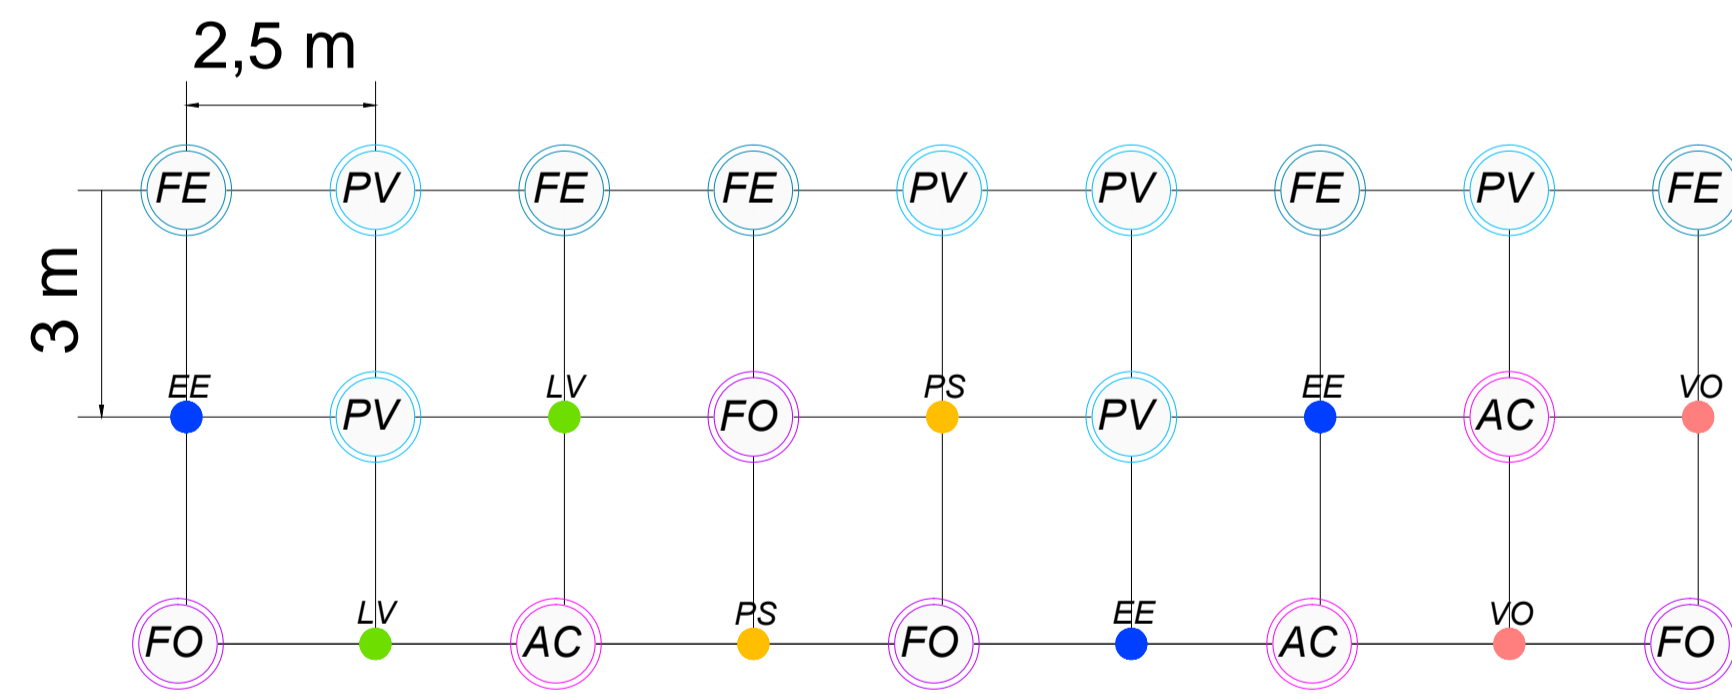 2,5 m
FE PV FE FE PV PV FE PV FE
3 m
EE LV PS EE VO
PV FO PV AC
LV PS EE VO
FO AC FO AC FO